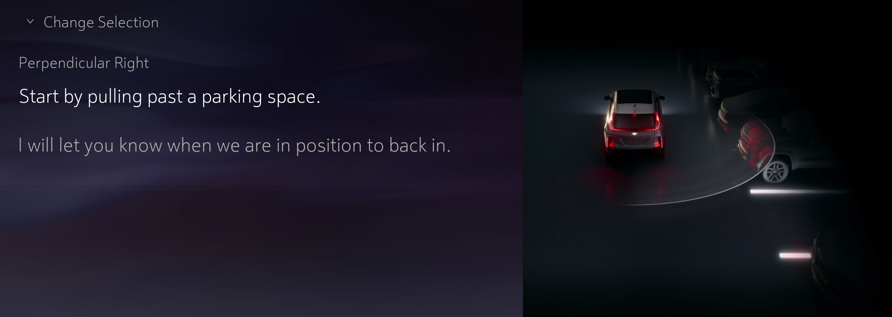 Change Selection
Perpendicular Right
Start by pulling past a parking space.
I will let you know when we are in position to back in.